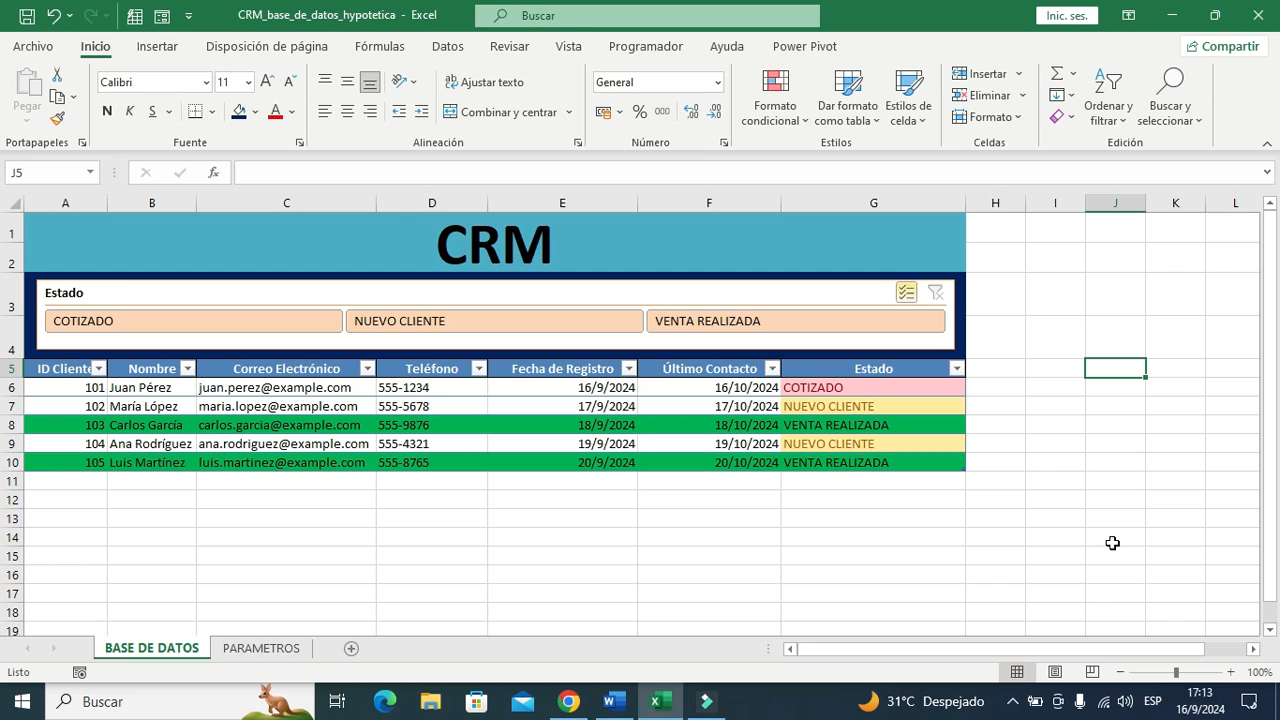 CRM_base_de_datos_hypotetica - Excel
Buscar
Inic. ses.
Archivo Inicio Insertar Disposición de página Fórmulas Datos Revisar Vista Programador Ayuda Power Pivot Compartir
Pegar
Calibri 11
N K S
Ajustar texto
Combinar y centrar
General
% 000
Formato condicional
Dar formato como tabla
Estilos de celda
Insertar
Eliminar
Formato
Ordenar y filtrar
Buscar y seleccionar
Portapapeles Fuente Alineación Número Estilos Celdas Edición
J5 fx
A B C D E F G H I J K L
1
CRM
2
3
Estado
COTIZADO NUEVO CLIENTE VENTA REALIZADA
4
5 ID Cliente Nombre Correo Electrónico Teléfono Fecha de Registro Último Contacto Estado
6 101 Juan Pérez juan.perez@example.com 555-1234 16/9/2024 16/10/2024 COTIZADO
7 102 María López maria.lopez@example.com 555-5678 17/9/2024 17/10/2024 NUEVO CLIENTE
8 103 Carlos García carlos.garcia@example.com 555-9876 18/9/2024 18/10/2024 VENTA REALIZADA
9 104 Ana Rodríguez ana.rodriguez@example.com 555-4321 19/9/2024 19/10/2024 NUEVO CLIENTE
10 105 Luis Martínez luis.martinez@example.com 555-8765 20/9/2024 20/10/2024 VENTA REALIZADA
11
12
13
14
15
16
17
18
19
BASE DE DATOS PARAMETROS
Listo 100%
Buscar 31°C Despejado ESP 17:13
16/9/2024